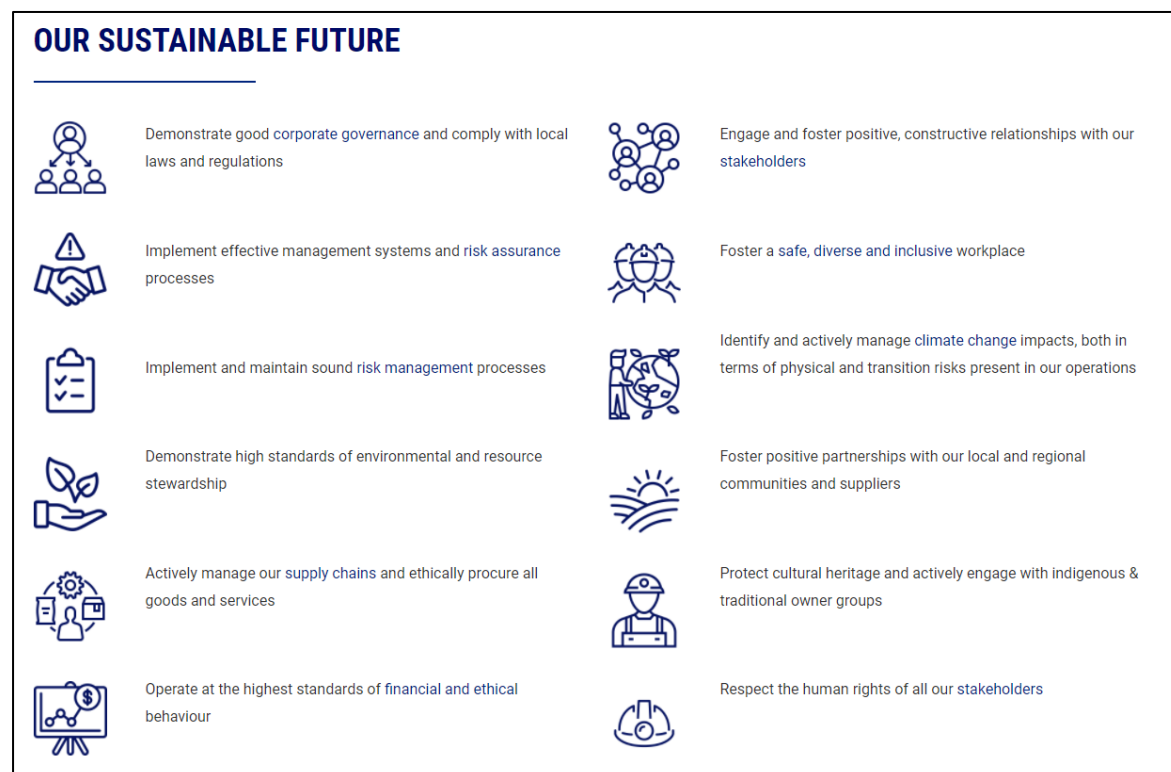 OUR SUSTAINABLE FUTURE
Demonstrate good corporate governance and comply with local
laws and regulations
Implement effective management systems and risk assurance
processes
Implement and maintain sound risk management processes
Demonstrate high standards of environmental and resource
stewardship
Actively manage our supply chains and ethically procure all
goods and services
Operate at the highest standards of financial and ethical
behaviour
Engage and foster positive, constructive relationships with our
stakeholders
Foster a safe, diverse and inclusive workplace
Identify and actively manage climate change impacts, both in
terms of physical and transition risks present in our operations
Foster positive partnerships with our local and regional
communities and suppliers
Protect cultural heritage and actively engage with indigenous &
traditional owner groups
Respect the human rights of all our stakeholders